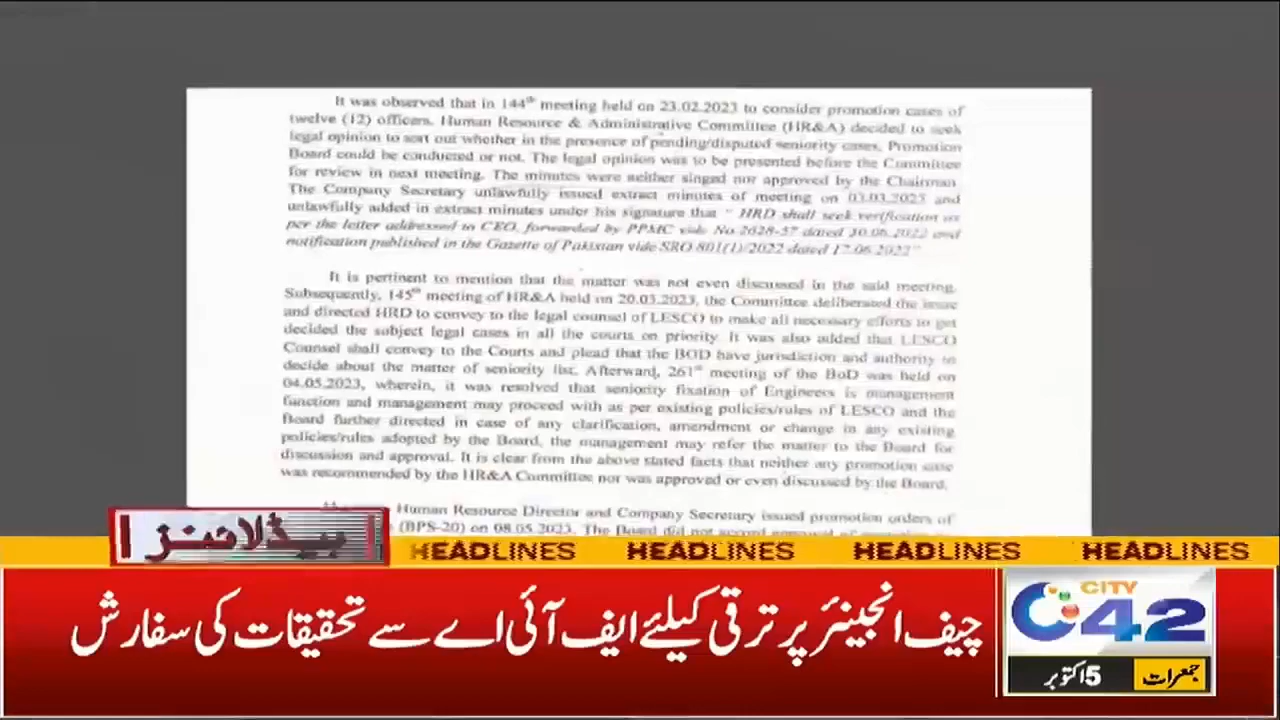 It was observed that in 144th meeting held on 23.02.2023 to consider promotion cases of
twelve (12) officers. Human Resource & Administrative Committee (HR&A) decided to seek
legal opinion to sort out whether in the presence of pending/disputed seniority cases, Promotion
Board could be conducted or not. The legal opinion was to be presented before the Committee
for review in next meeting. The minutes were neither singed nor approved by the Chairman.
The Company Secretary unlawfully issued extract minutes of meeting on 03.03.2023 and
unlawfully added in extract minutes under his signature that " HRD shall seek verification as
per the letter addressed to CEO, forwarded by PPMC vide No.2628-57 dated 30.06.2022 and
notification published in the Gazette of Pakistan vide SRO 801(1)/2022 dated 17.06.2022"
It is pertinent to mention that the matter was not even discussed in the said meeting.
Subsequently, 145th meeting of HR&A held on 20.03.2023, the Committee deliberated the issue
and directed HRD to convey to the legal counsel of LESCO to make all necessary efforts to get
decided the subject legal cases in all the courts on priority. It was also added that LESCO
Counsel shall convey to the Courts and plead that the BOD have jurisdiction and authority to
decide about the matter of seniority list. Afterward, 261st meeting of the BoD was held on
04.05.2023, wherein, it was resolved that seniority fixation of Engineers is management
function and management may proceed with as per existing policies/rules of LESCO and the
Board further directed in case of any clarification, amendment or change in any existing
policies/rules adopted by the Board, the management may refer the matter to the Board for
discussion and approval. It is clear from the above stated facts that neither any promotion case
was recommended by the HR&A Committee nor was approved or even discussed by the Board.
Human Resource Director and Company Secretary issued promotion orders of
(BPS-20) on 08.05.2023. The Board did not
ہیڈلائنز
HEADLINES HEADLINES HEADLINES HEADLINES
چیف انجینئر پر ترقی کیلئے ایف آئی اے سے تحقیقات کی سفارش
CITY
42
جمعرات 5 اکتوبر